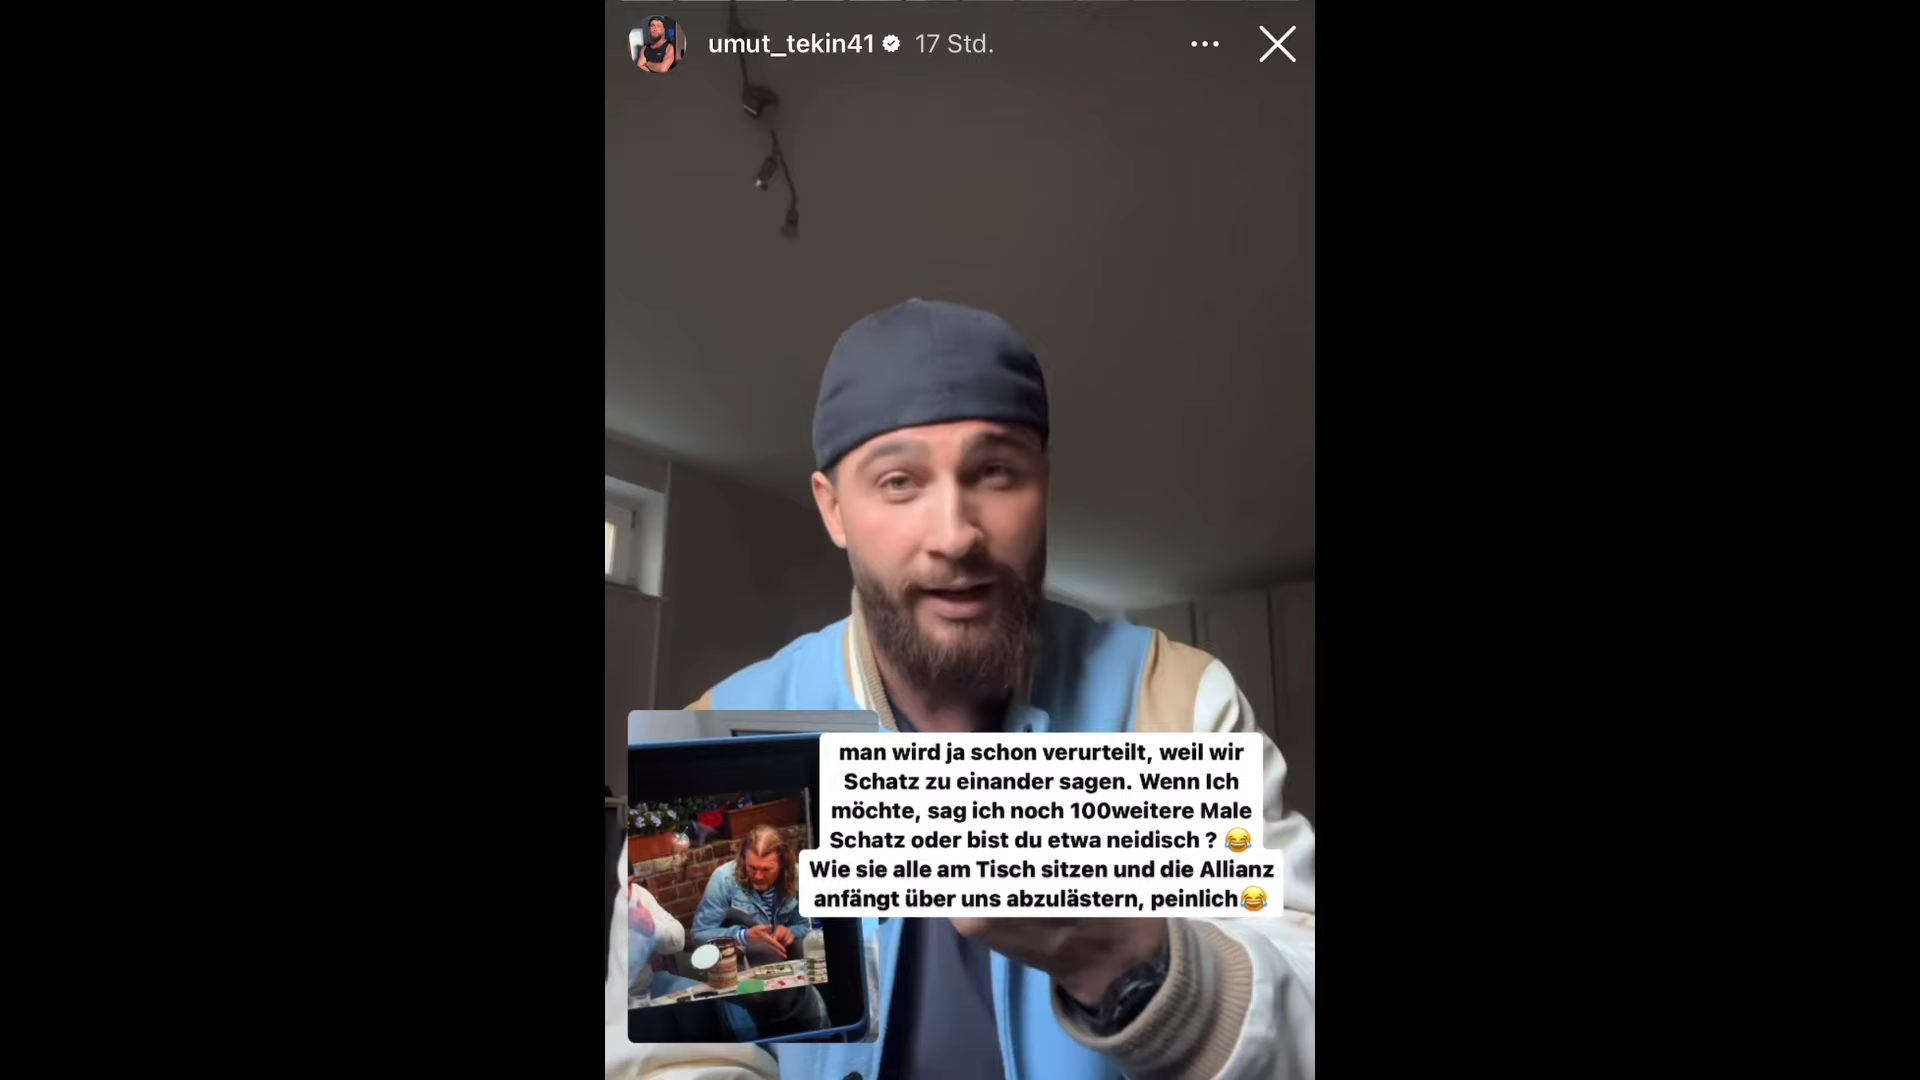 umut_tekin41 17 Std.
man wird ja schon verurteilt, weil wir
Schatz zu einander sagen. Wenn Ich
möchte, sag ich noch 100weitere Male
Schatz oder bist du etwa neidisch ? 😂
Wie sie alle am Tisch sitzen und die Allianz
anfängt über uns abzulästern, peinlich😂